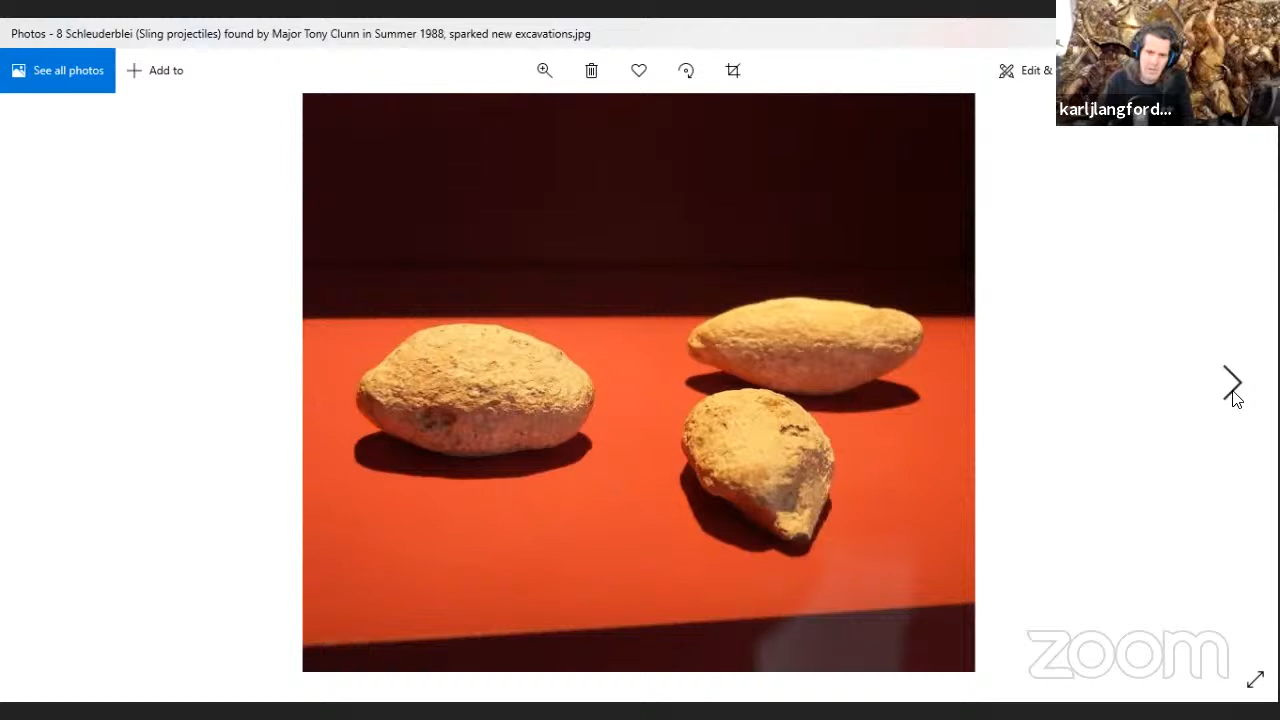 Photos - 8 Schleuderblei (Sling projectiles) found by Major Tony Clunn in Summer 1988, sparked new excavations.jpg
See all photos
Add to
Edit &
karljlangford...
zoom